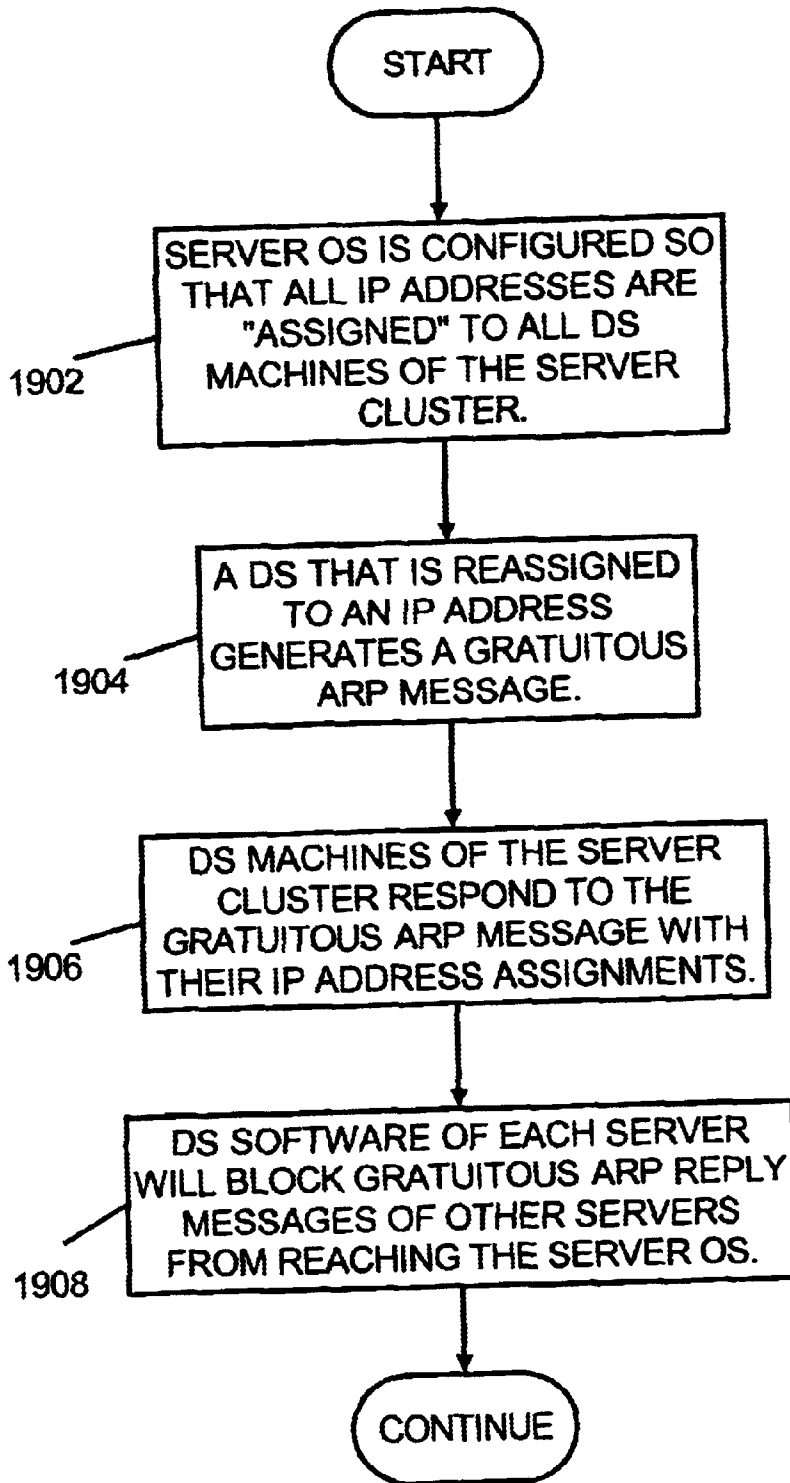 START
SERVER OS IS CONFIGURED SO
THAT ALL IP ADDRESSES ARE
"ASSIGNED" TO ALL DS
MACHINES OF THE SERVER
CLUSTER.
1902
A DS THAT IS REASSIGNED
TO AN IP ADDRESS
GENERATES A GRATUITOUS
ARP MESSAGE.
1904
DS MACHINES OF THE SERVER
CLUSTER RESPOND TO THE
GRATUITOUS ARP MESSAGE WITH
THEIR IP ADDRESS ASSIGNMENTS.
1906
DS SOFTWARE OF EACH SERVER
WILL BLOCK GRATUITOUS ARP REPLY
MESSAGES OF OTHER SERVERS
FROM REACHING THE SERVER OS.
1908
CONTINUE